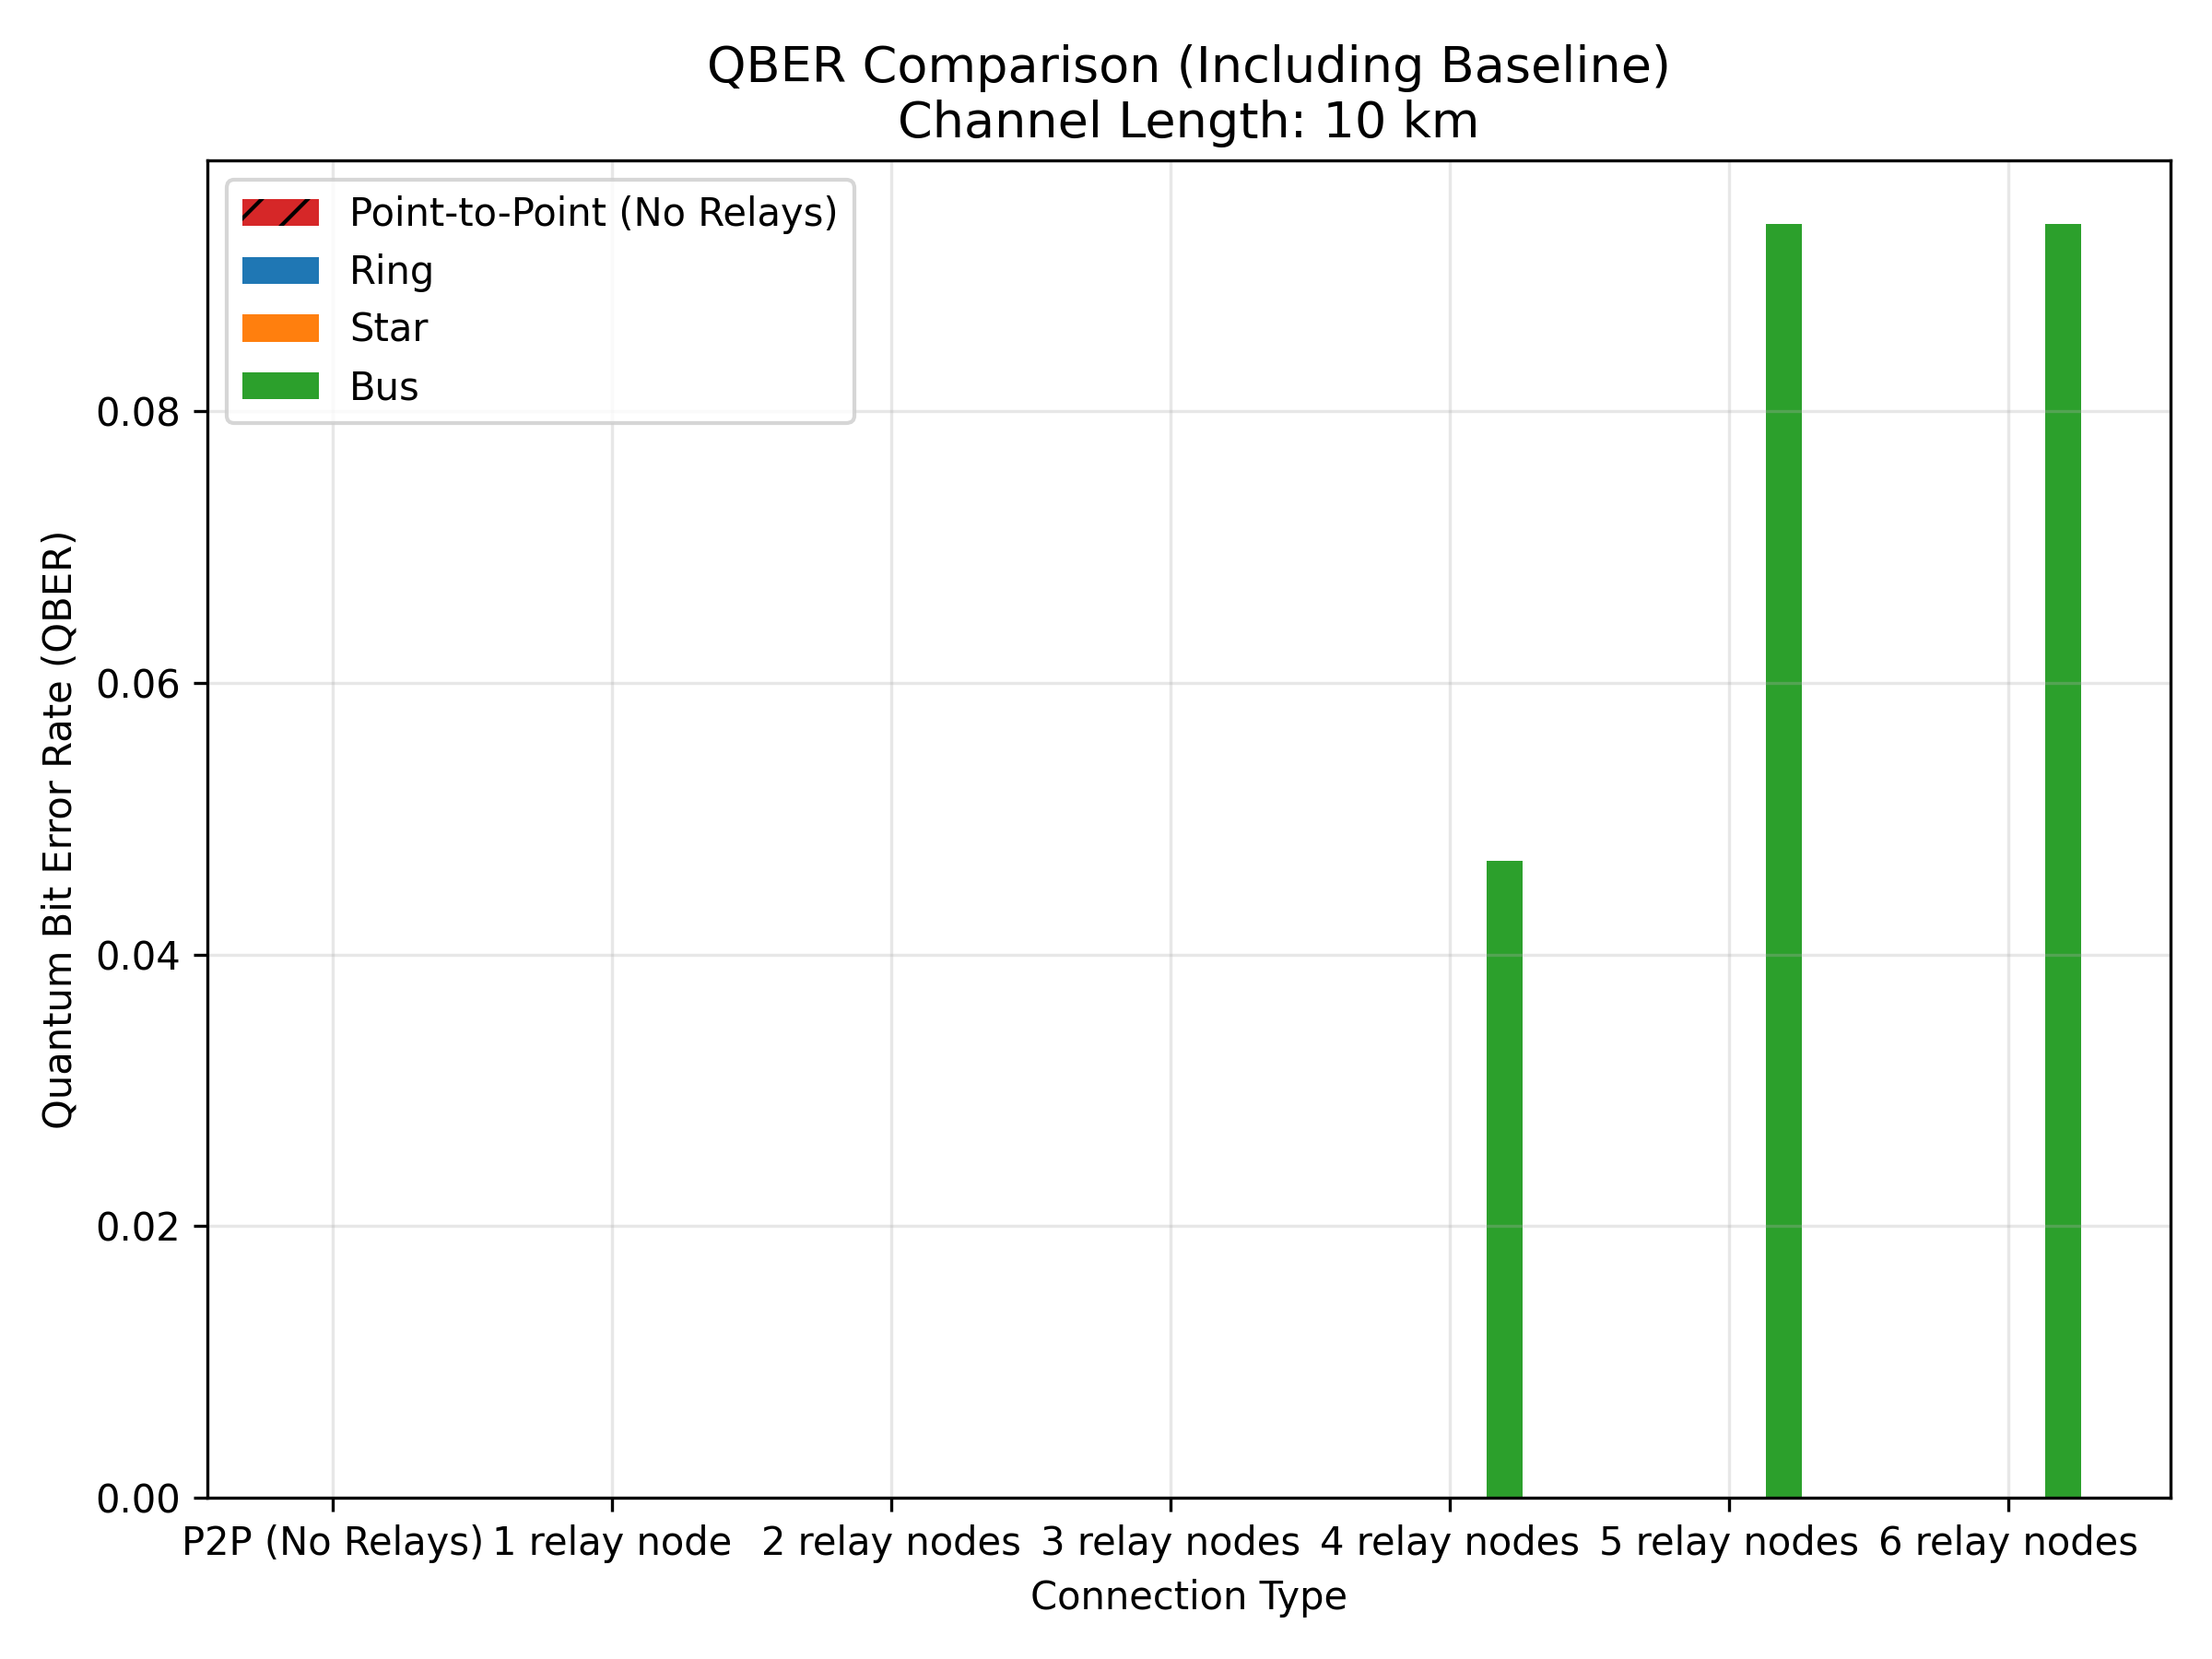 QBER Comparison (Including Baseline)
Channel Length: 10 km
Point-to-Point (No Relays)
Ring
Star
Bus
Quantum Bit Error Rate (QBER)
0.08
0.06
0.04
0.02
0.00
P2P (No Relays) 1 relay node 2 relay nodes 3 relay nodes 4 relay nodes 5 relay nodes 6 relay nodes
Connection Type